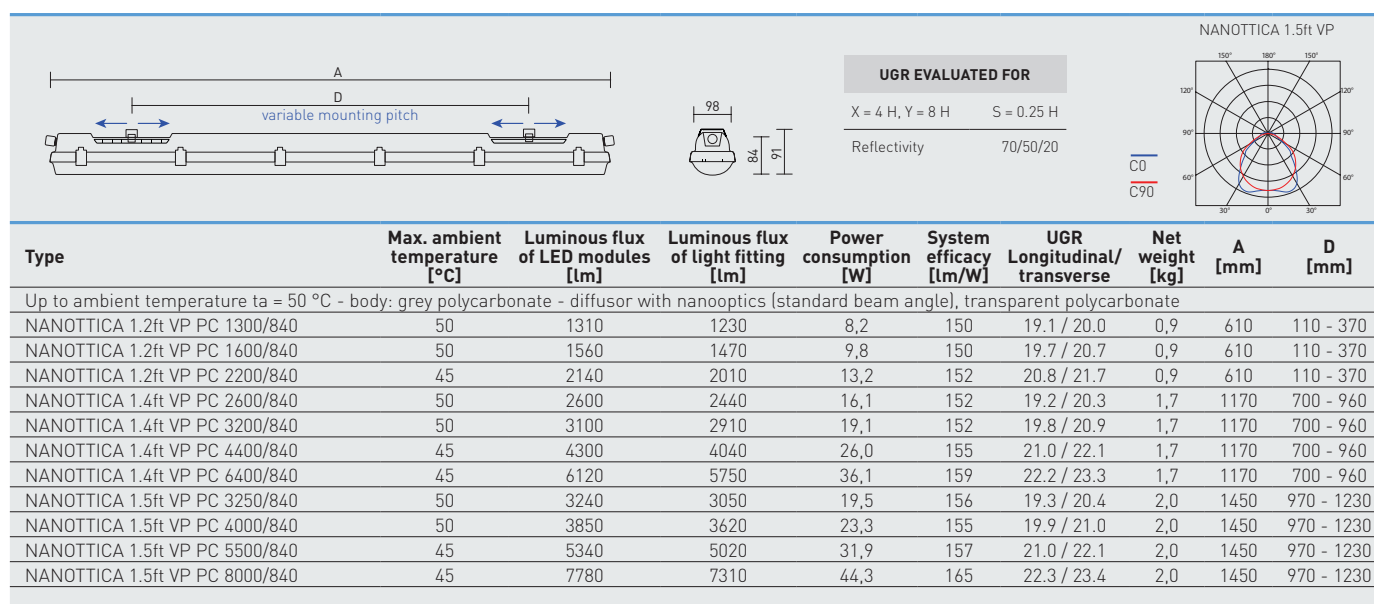 NANOTTICA 1.5ft VP
A
D
variable mounting pitch
98
84
91
UGR EVALUATED FOR
X = 4 H, Y = 8 H S = 0.25 H
Reflectivity 70/50/20
C0
C90
150° 180° 150°
120° 120°
90° 90°
60° 60°
30° 0° 30°
Type Max. ambient temperature [°C] Luminous flux of LED modules [lm] Luminous flux of light fitting [lm] Power consumption [W] System efficacy [lm/W] UGR Longitudinal/ transverse Net weight [kg] A [mm] D [mm]
Up to ambient temperature ta = 50 °C - body: grey polycarbonate - diffusor with nanooptics (standard beam angle), transparent polycarbonate
NANOTTICA 1.2ft VP PC 1300/840 50 1310 1230 8,2 150 19.1 / 20.0 0,9 610 110 - 370
NANOTTICA 1.2ft VP PC 1600/840 50 1560 1470 9,8 150 19.7 / 20.7 0,9 610 110 - 370
NANOTTICA 1.2ft VP PC 2200/840 45 2140 2010 13,2 152 20.8 / 21.7 0,9 610 110 - 370
NANOTTICA 1.4ft VP PC 2600/840 50 2600 2440 16,1 152 19.2 / 20.3 1,7 1170 700 - 960
NANOTTICA 1.4ft VP PC 3200/840 50 3100 2910 19,1 152 19.8 / 20.9 1,7 1170 700 - 960
NANOTTICA 1.4ft VP PC 4400/840 45 4300 4040 26,0 155 21.0 / 22.1 1,7 1170 700 - 960
NANOTTICA 1.4ft VP PC 6400/840 45 6120 5750 36,1 159 22.2 / 23.3 1,7 1170 700 - 960
NANOTTICA 1.5ft VP PC 3250/840 50 3240 3050 19,5 156 19.3 / 20.4 2,0 1450 970 - 1230
NANOTTICA 1.5ft VP PC 4000/840 50 3850 3620 23,3 155 19.9 / 21.0 2,0 1450 970 - 1230
NANOTTICA 1.5ft VP PC 5500/840 45 5340 5020 31,9 157 21.0 / 22.1 2,0 1450 970 - 1230
NANOTTICA 1.5ft VP PC 8000/840 45 7780 7310 44,3 165 22.3 / 23.4 2,0 1450 970 - 1230